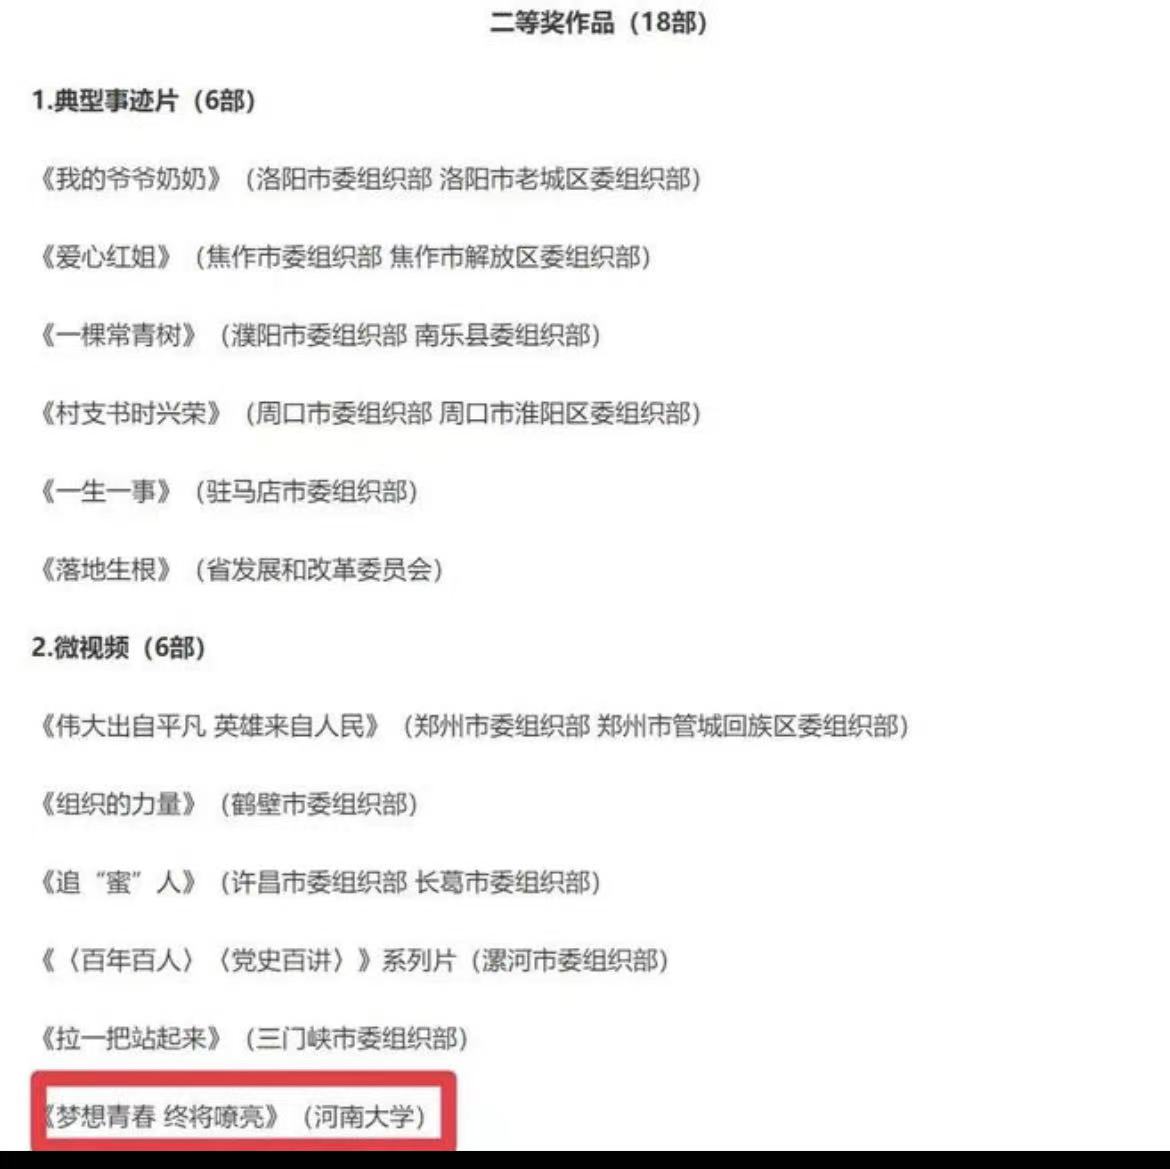 二等奖作品（18部）
1.典型事迹片（6部）
《我的爷爷奶奶》（洛阳市委组织部 洛阳市老城区委组织部）
《爱心红姐》（焦作市委组织部 焦作市解放区委组织部）
《一棵常青树》（濮阳市委组织部 南乐县委组织部）
《村支书时兴荣》（周口市委组织部 周口市淮阳区委组织部）
《一生一事》（驻马店市委组织部）
《落地生根》（省发展和改革委员会）
2.微视频（6部）
《伟大出自平凡 英雄来自人民》（郑州市委组织部 郑州市管城回族区委组织部）
《组织的力量》（鹤壁市委组织部）
《追“蜜”人》（许昌市委组织部 长葛市委组织部）
《〈百年百人〉〈党史百讲〉》系列片（漯河市委组织部）
《拉一把站起来》（三门峡市委组织部）
《梦想青春 终将嘹亮》（河南大学）